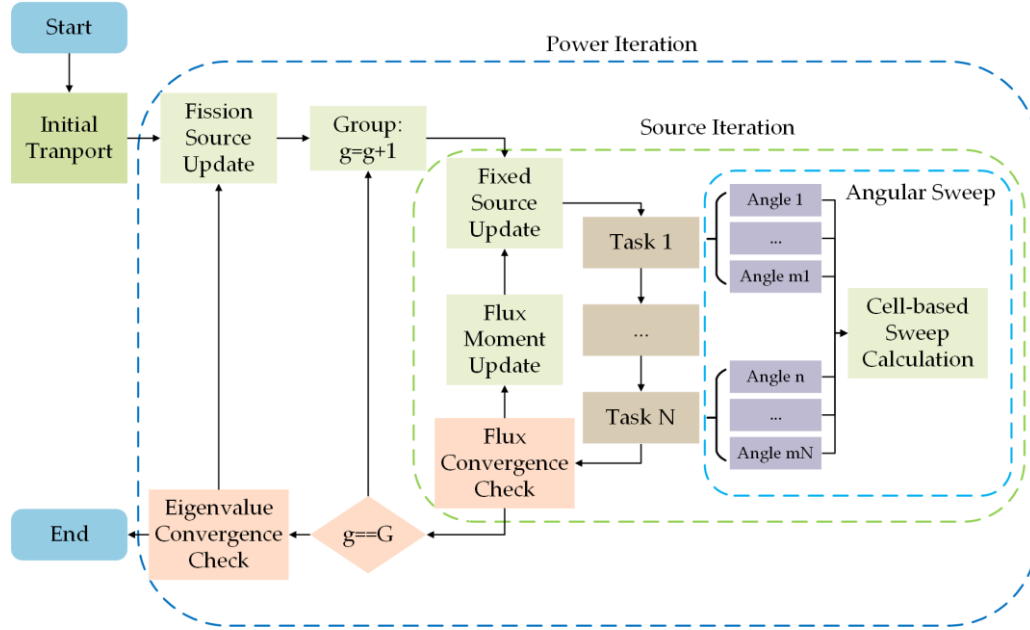 Start
Power Iteration
Initial
Tranport
Fission
Source
Update
Group:
g=g+1
Source Iteration
Fixed
Source
Update
Angular Sweep
Task 1
Angle 1
...
Angle m1
Flux
Moment
Update
...
Cell-based
Sweep
Calculation
Task N
Angle n
...
Angle mN
Flux
Convergence
Check
g==G
Eigenvalue
Convergence
Check
End